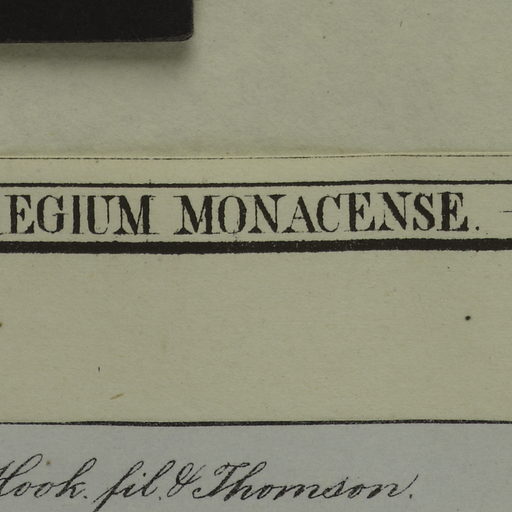 EGIUM MONACENSE.
Hook. fil. & Thomson.